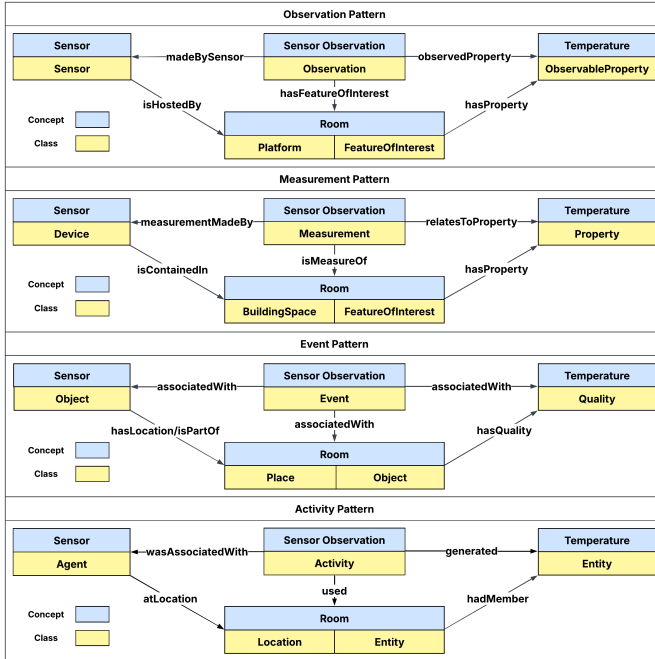 Observation Pattern
Sensor
Sensor Observation
Temperature
madeBySensor
observedProperty
Sensor
Observation
ObservableProperty
hasFeatureOfInterest
isHostedBy
hasProperty
Concept
Room
Class
Platform
FeatureOfInterest
Measurement Pattern
Sensor
Sensor Observation
Temperature
measurementMadeBy
relatesToProperty
Device
Measurement
Property
isMeasureOf
isContainedIn
hasProperty
Concept
Room
Class
BuildingSpace
FeatureOfInterest
Event Pattern
Sensor
Sensor Observation
Temperature
associatedWith
associatedWith
Object
Event
Quality
associatedWith
hasLocation/isPartOf
hasQuality
Concept
Room
Class
Place
Object
Activity Pattern
Sensor
Sensor Observation
Temperature
wasAssociatedWith
generated
Agent
Activity
Entity
used
atLocation
hadMember
Concept
Room
Class
Location
Entity